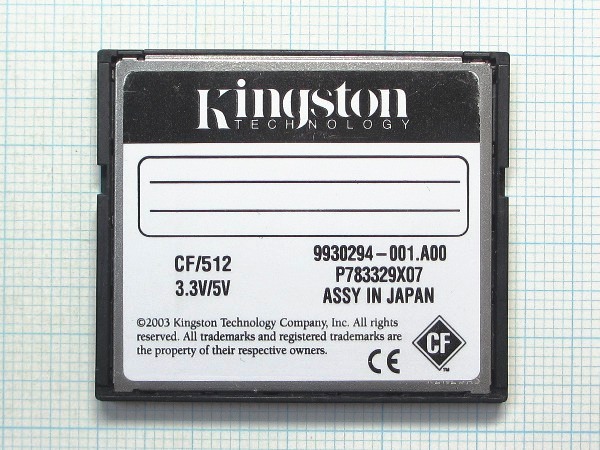 Kingston
TECHNOLOGY
CF/512
3.3V/5V
9930294-001.A00
P783329X07
ASSY IN JAPAN
©2003 Kingston Technology Company, Inc. All rights
reserved. All trademarks and registered trademarks are
the property of their respective owners.
CE
CF
™